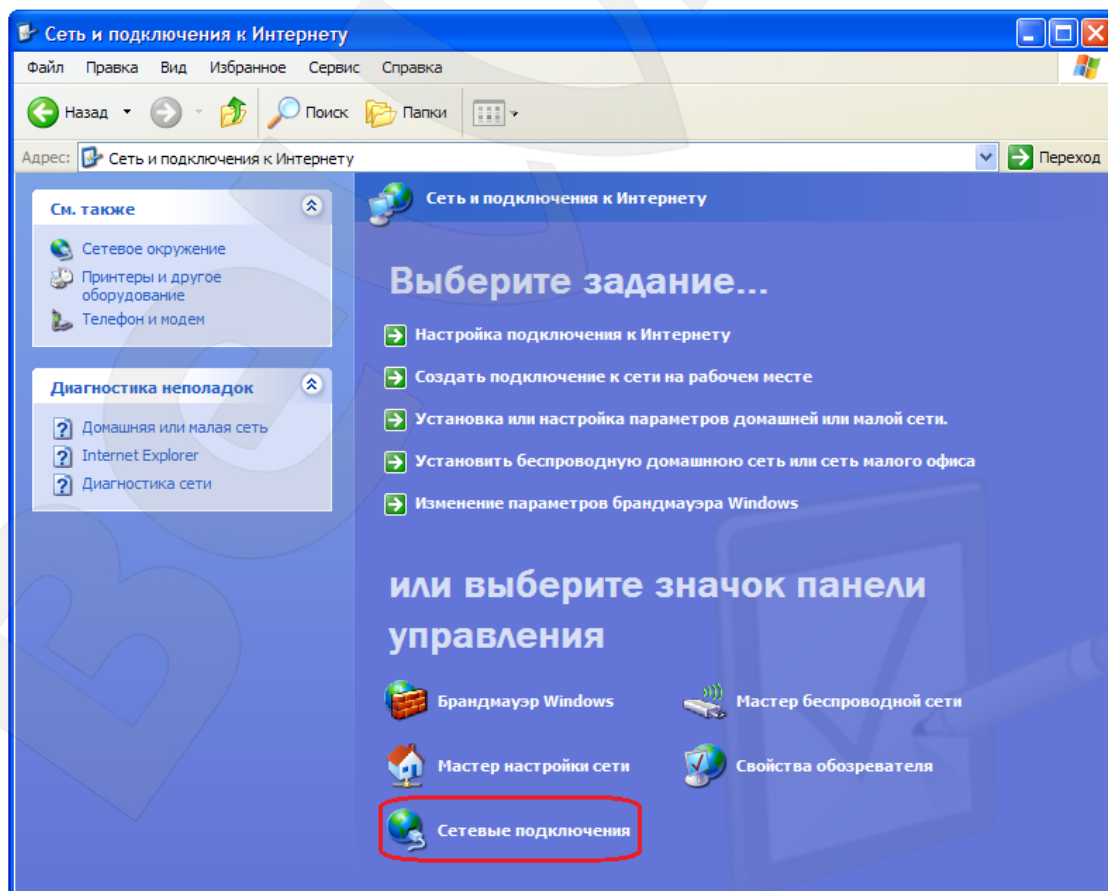 Сеть и подключения к Интернету
Файл Правка Вид Избранное Сервис Справка
Назад Поиск Папки
Адрес: Сеть и подключения к Интернету Переход
См. также
Сетевое окружение
Принтеры и другое
оборудование
Телефон и модем
Диагностика неполадок
Домашняя или малая сеть
Internet Explorer
Диагностика сети
Сеть и подключения к Интернету
Выберите задание...
Настройка подключения к Интернету
Создать подключение к сети на рабочем месте
Установка или настройка параметров домашней или малой сети.
Установить беспроводную домашнюю сеть или сеть малого офиса
Изменение параметров брандмауэра Windows
или выберите значок панели
управления
Брандмауэр Windows Мастер беспроводной сети
Мастер настройки сети Свойства обозревателя
Сетевые подключения